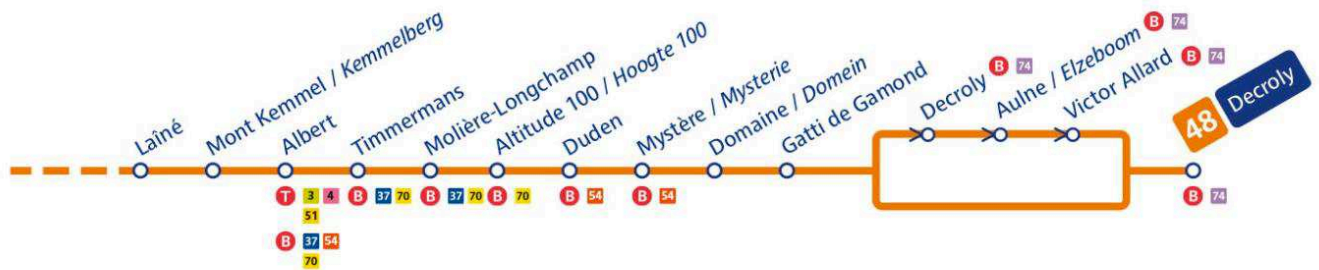 Laîné
Mont Kemmel / Kemmelberg
Albert
Timmermans
Molière-Longchamp
Altitude 100 / Hoogte 100
Duden
Mystère / Mysterie
Domaine / Domein
Gatti de Gamond
Decroly B 74
Aulne / Elzeboom B 74
Victor Allard B 74
48 Decroly
T 3 4
51
B 37 54
70
B 37 70
B 37 70
B 70
B 54
B 54
B 74